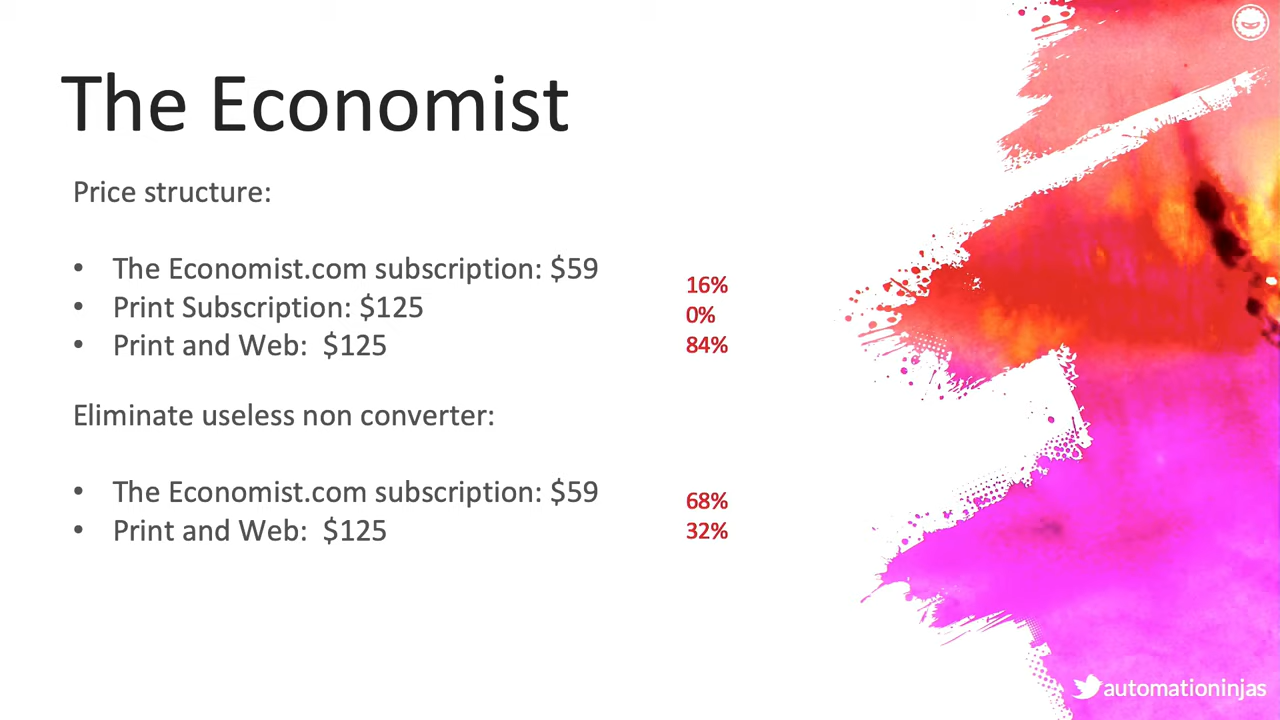 The Economist
Price structure:
• The Economist.com subscription: $59
16%
• Print Subscription: $125
0%
• Print and Web:  $125
84%
Eliminate useless non converter:
• The Economist.com subscription: $59
68%
• Print and Web:  $125
32%
automationinjas